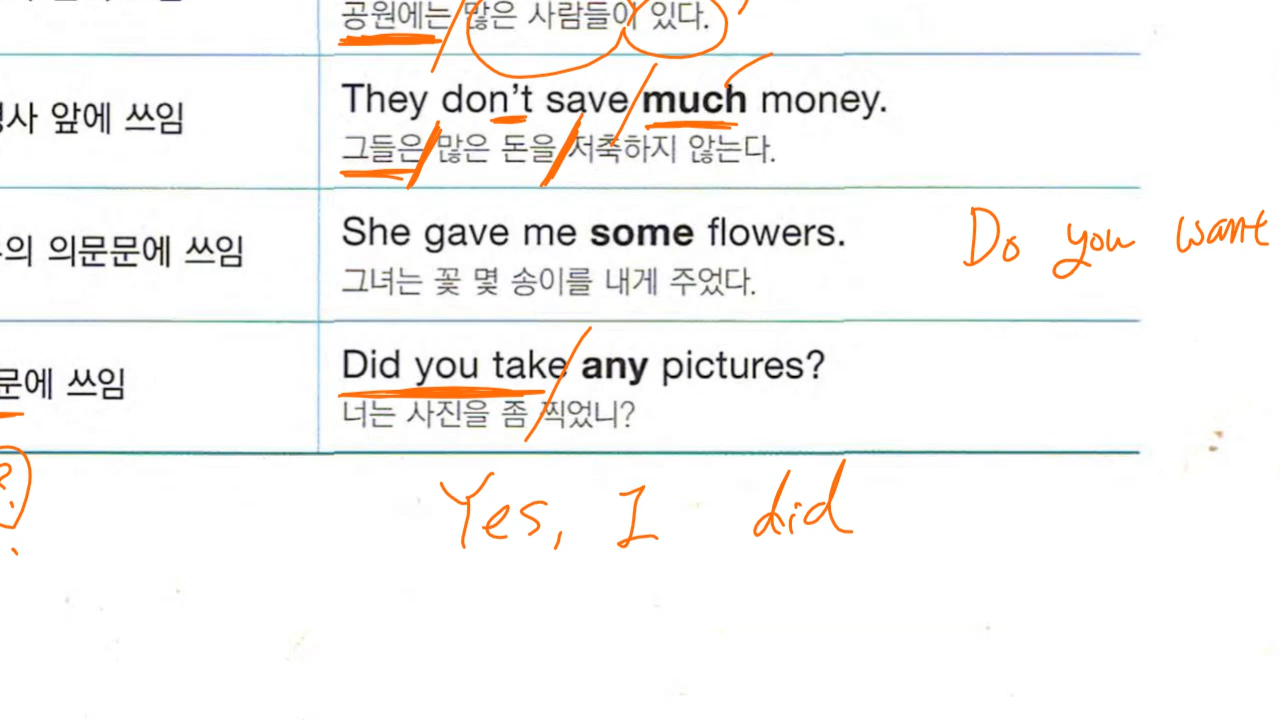 공원에는 많은 사람들이 있다.
They don't save much money.
앞에 쓰임
그들은 많은 돈을 저축하지 않는다.
She gave me some flowers.
Do you want
의 의문문에 쓰임
그녀는 꽃 몇 송이를 내게 주었다.
Did you take any pictures?
문에 쓰임
너는 사진을 좀 찍었니?
?
Yes, I did